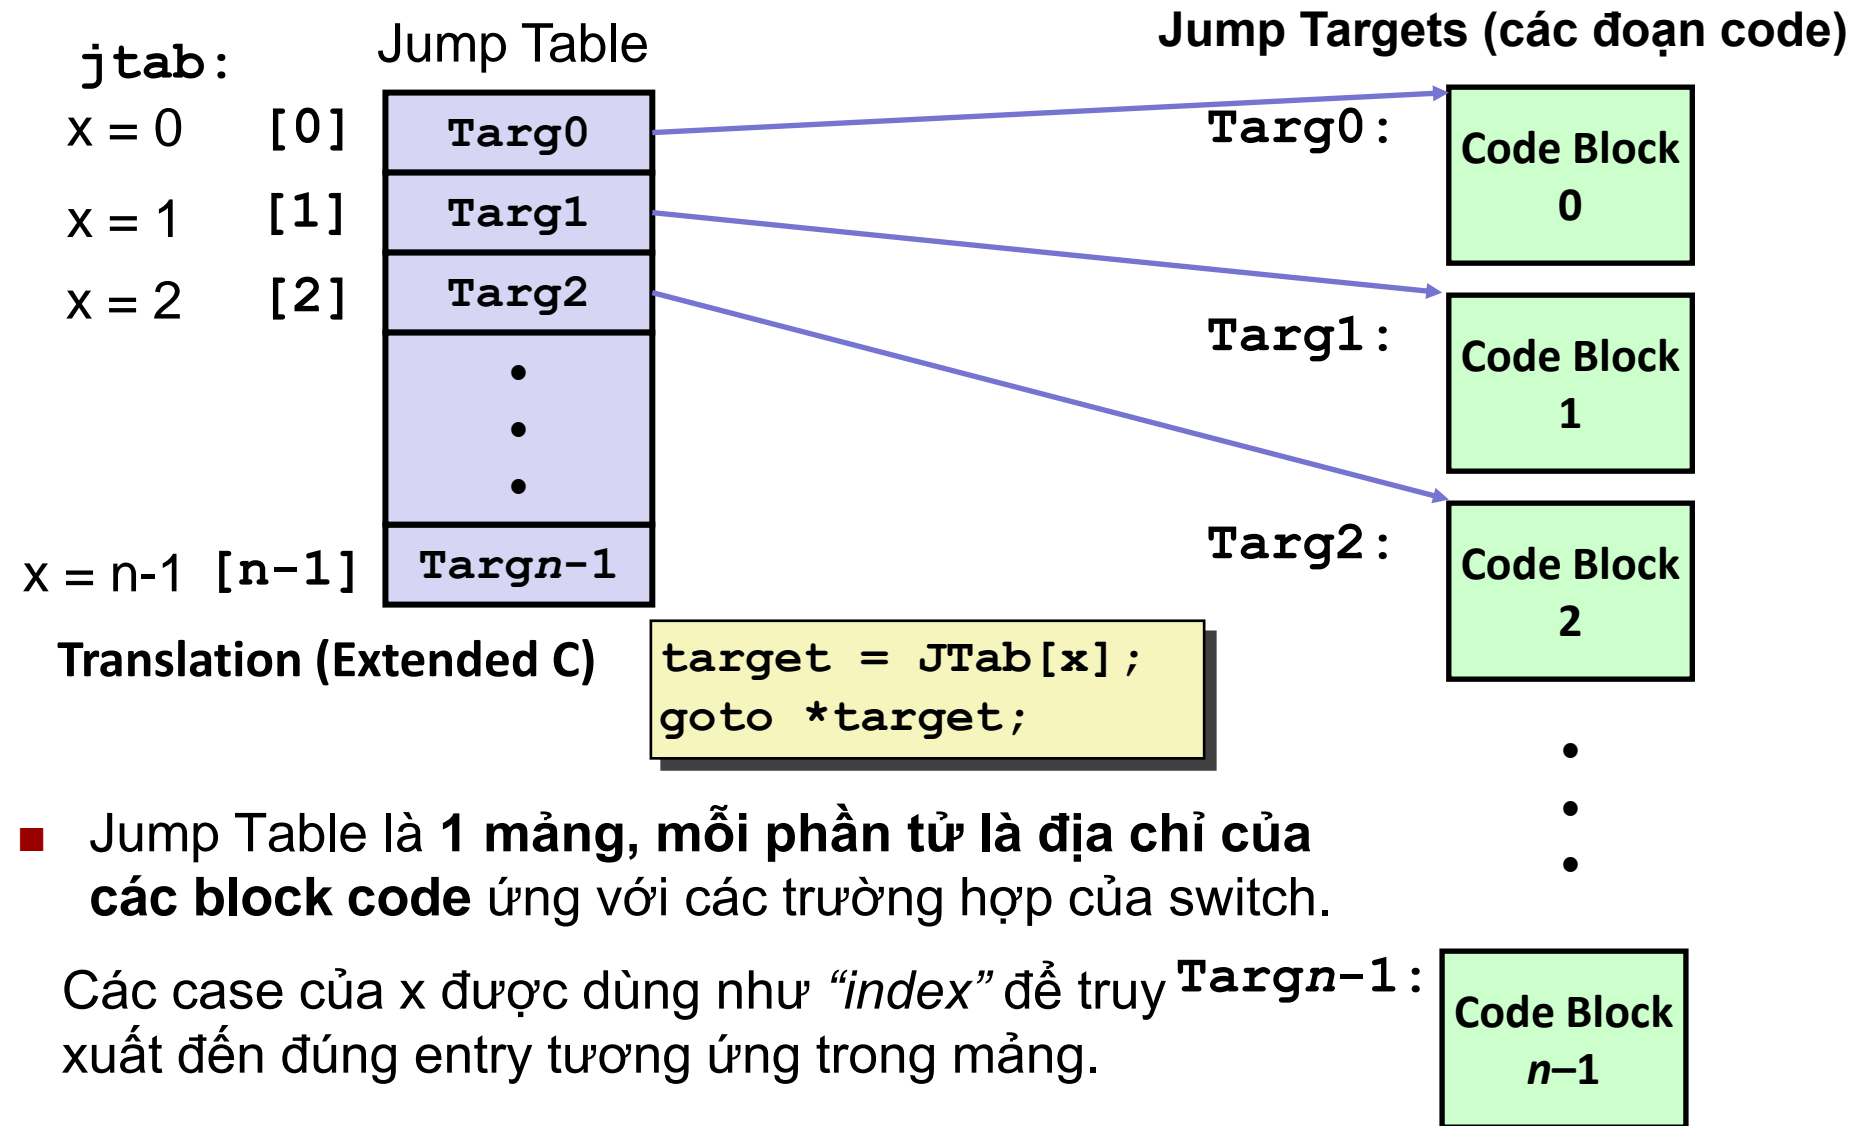 Jump Targets (các đoạn code)
Jump Table
jtab:
x = 0 [0] Targ0
x = 1 [1] Targ1
x = 2 [2] Targ2
•
•
•
x = n-1 [n-1] Targn-1
Targ0:
Code Block
0
Targ1:
Code Block
1
Targ2:
Code Block
2
•
•
•
Targn-1:
Code Block
n–1
Translation (Extended C)
target = JTab[x];
goto *target;
■ Jump Table là 1 mảng, mỗi phần tử là địa chỉ của
các block code ứng với các trường hợp của switch.
Các case của x được dùng như “index” để truy
xuất đến đúng entry tương ứng trong mảng.